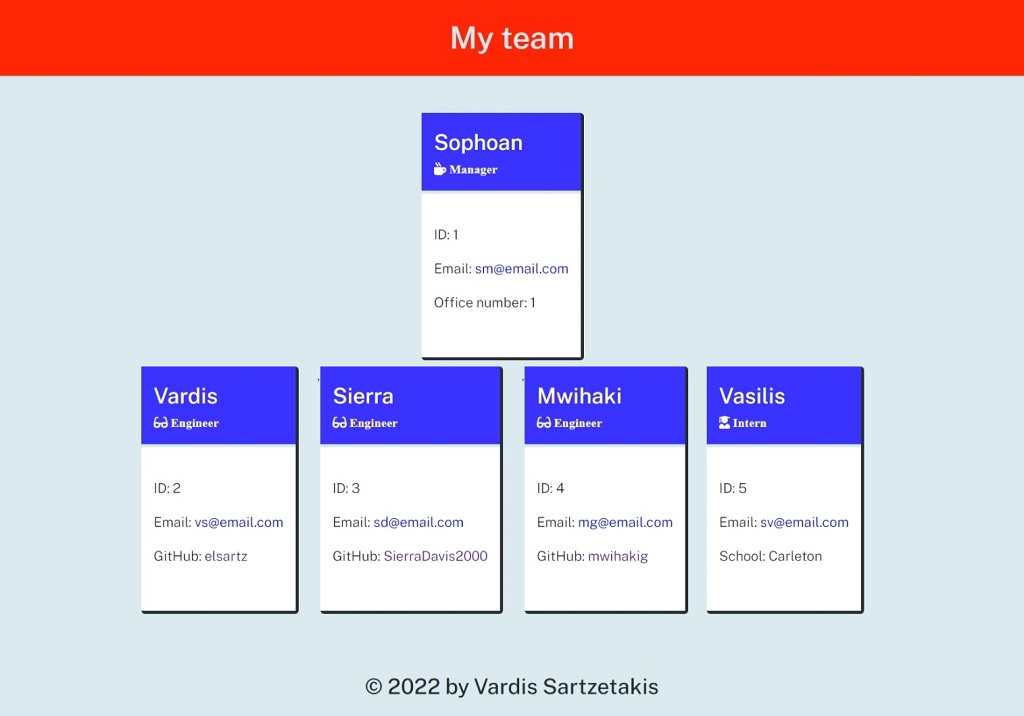 My team
Sophoan
Manager
ID: 1
Email: sm@email.com
Office number: 1
Vardis
Engineer
ID: 2
Email: vs@email.com
GitHub: elsartz
Sierra
Engineer
ID: 3
Email: sd@email.com
GitHub: SierraDavis2000
Mwihaki
Engineer
ID: 4
Email: mg@email.com
GitHub: mwihakig
Vasilis
Intern
ID: 5
Email: sv@email.com
School: Carleton
© 2022 by Vardis Sartzetakis